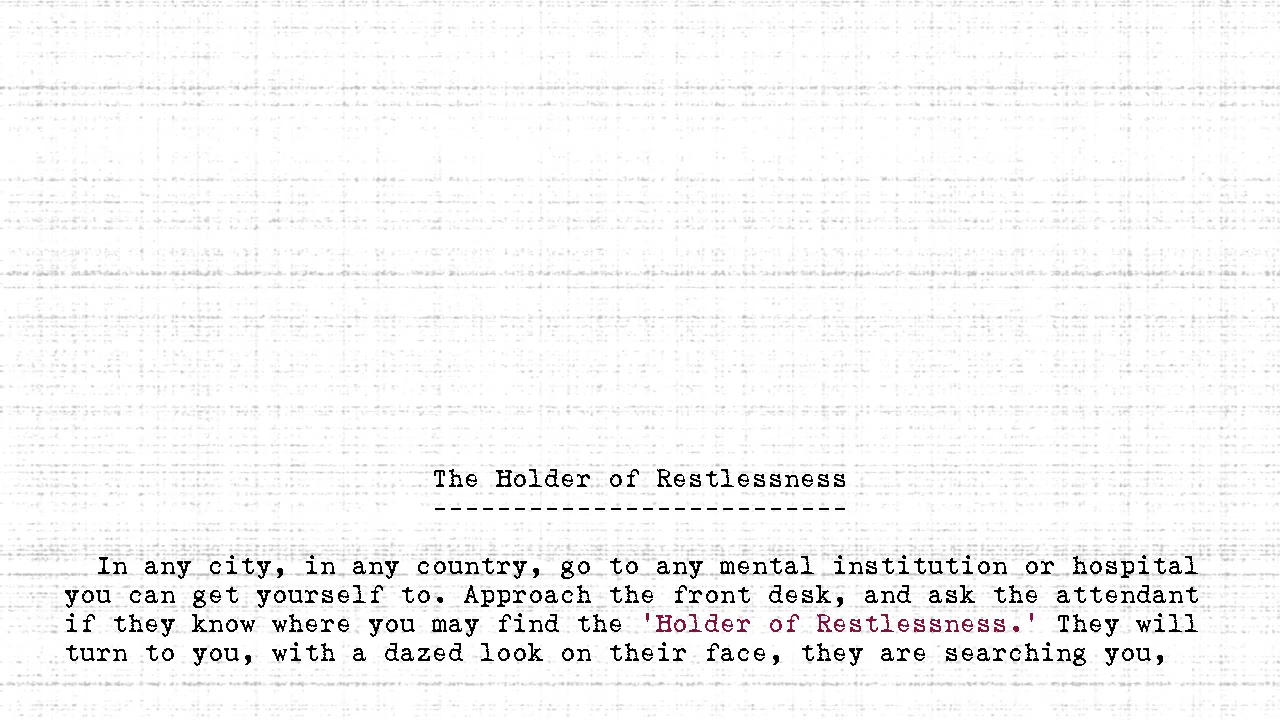 The Holder of Restlessness
--------------------------
In any city, in any country, go to any mental institution or hospital
you can get yourself to. Approach the front desk, and ask the attendant
if they know where you may find the 'Holder of Restlessness.' They will
turn to you, with a dazed look on their face, they are searching you,